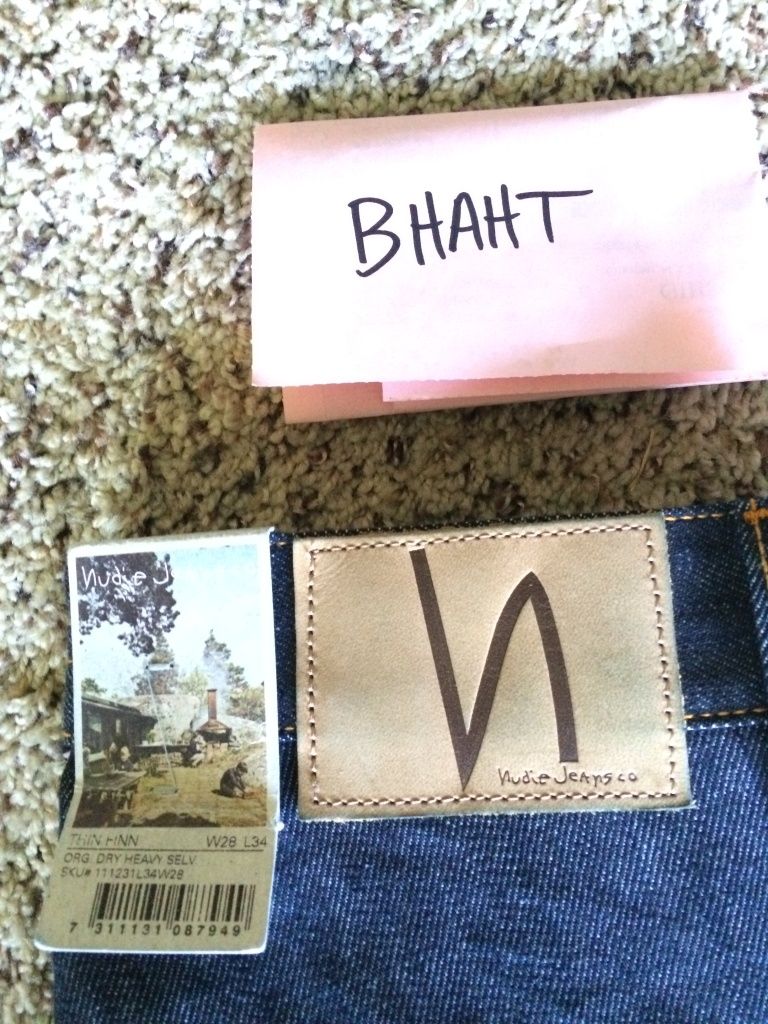 BHAHT
Nudie J
nudie Jeans co
THIN FINN W28 L34
ORG. DRY HEAVY SELV.
SKU# 111231L34W28
7 311131 087949